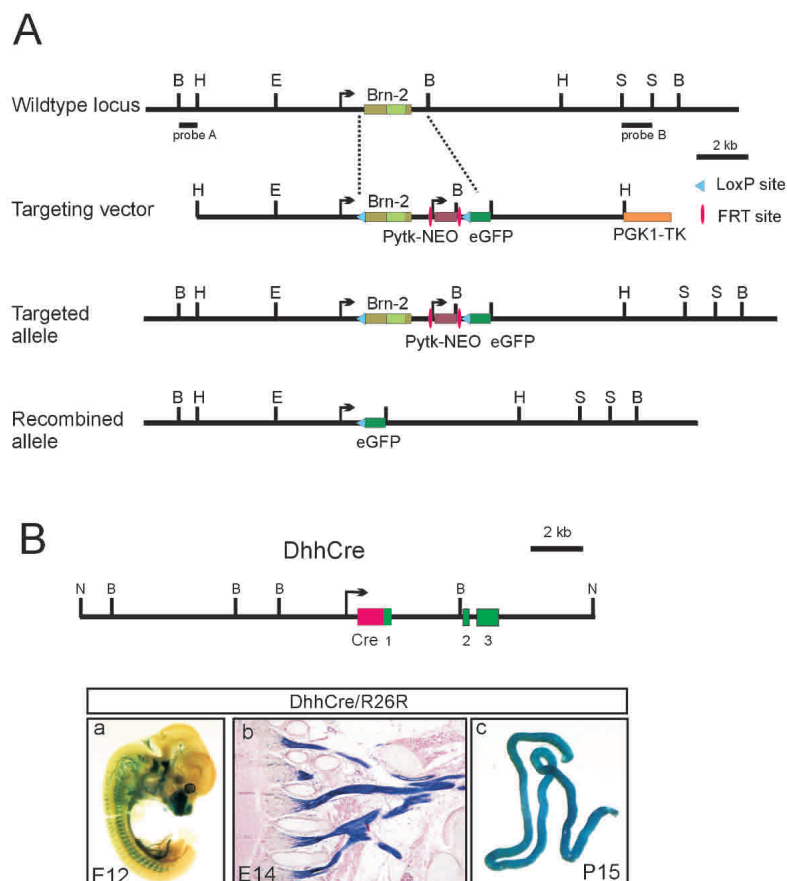 A
B H E Brn-2 B H S S B
Wildtype locus
probe A probe B
2 kb
H E Brn-2 B H
LoxP site
Targeting vector
Pytk-NEO eGFP PGK1-TK
FRT site
B H E Brn-2 B H S S B
Targeted
allele
Pytk-NEO eGFP
B H E H S S B
Recombined
allele
eGFP
B
2 kb
DhhCre
N B B B B N
Cre 1 2 3
DhhCre/R26R
a b c
E12 E14 P15